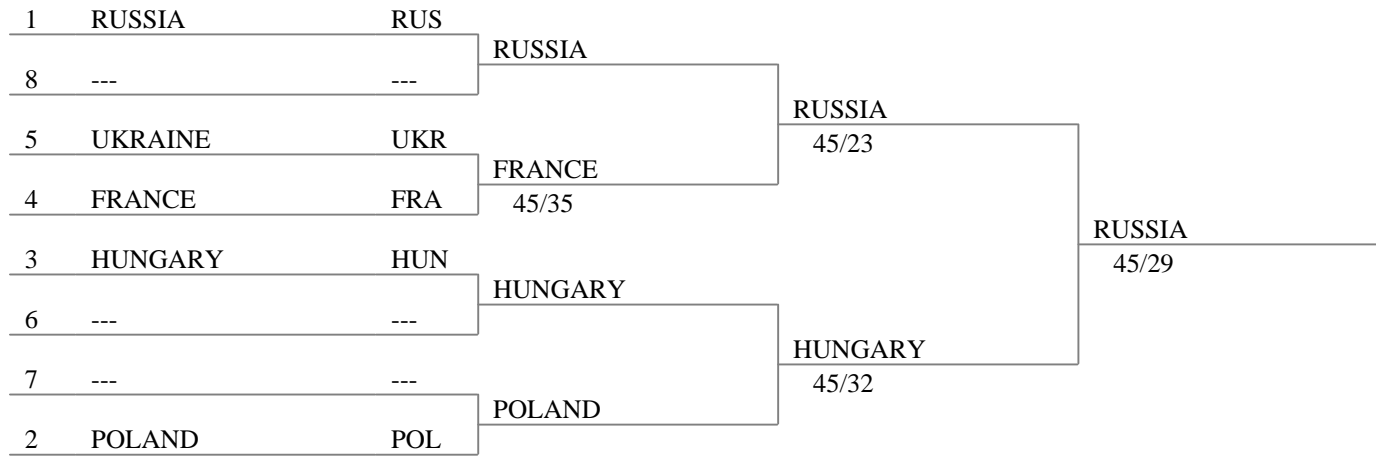 1 RUSSIA RUS
RUSSIA
8 --- ---
RUSSIA
45/23
5 UKRAINE UKR
FRANCE
45/35
4 FRANCE FRA
RUSSIA
45/29
3 HUNGARY HUN
HUNGARY
6 --- ---
HUNGARY
45/32
7 --- ---
POLAND
2 POLAND POL